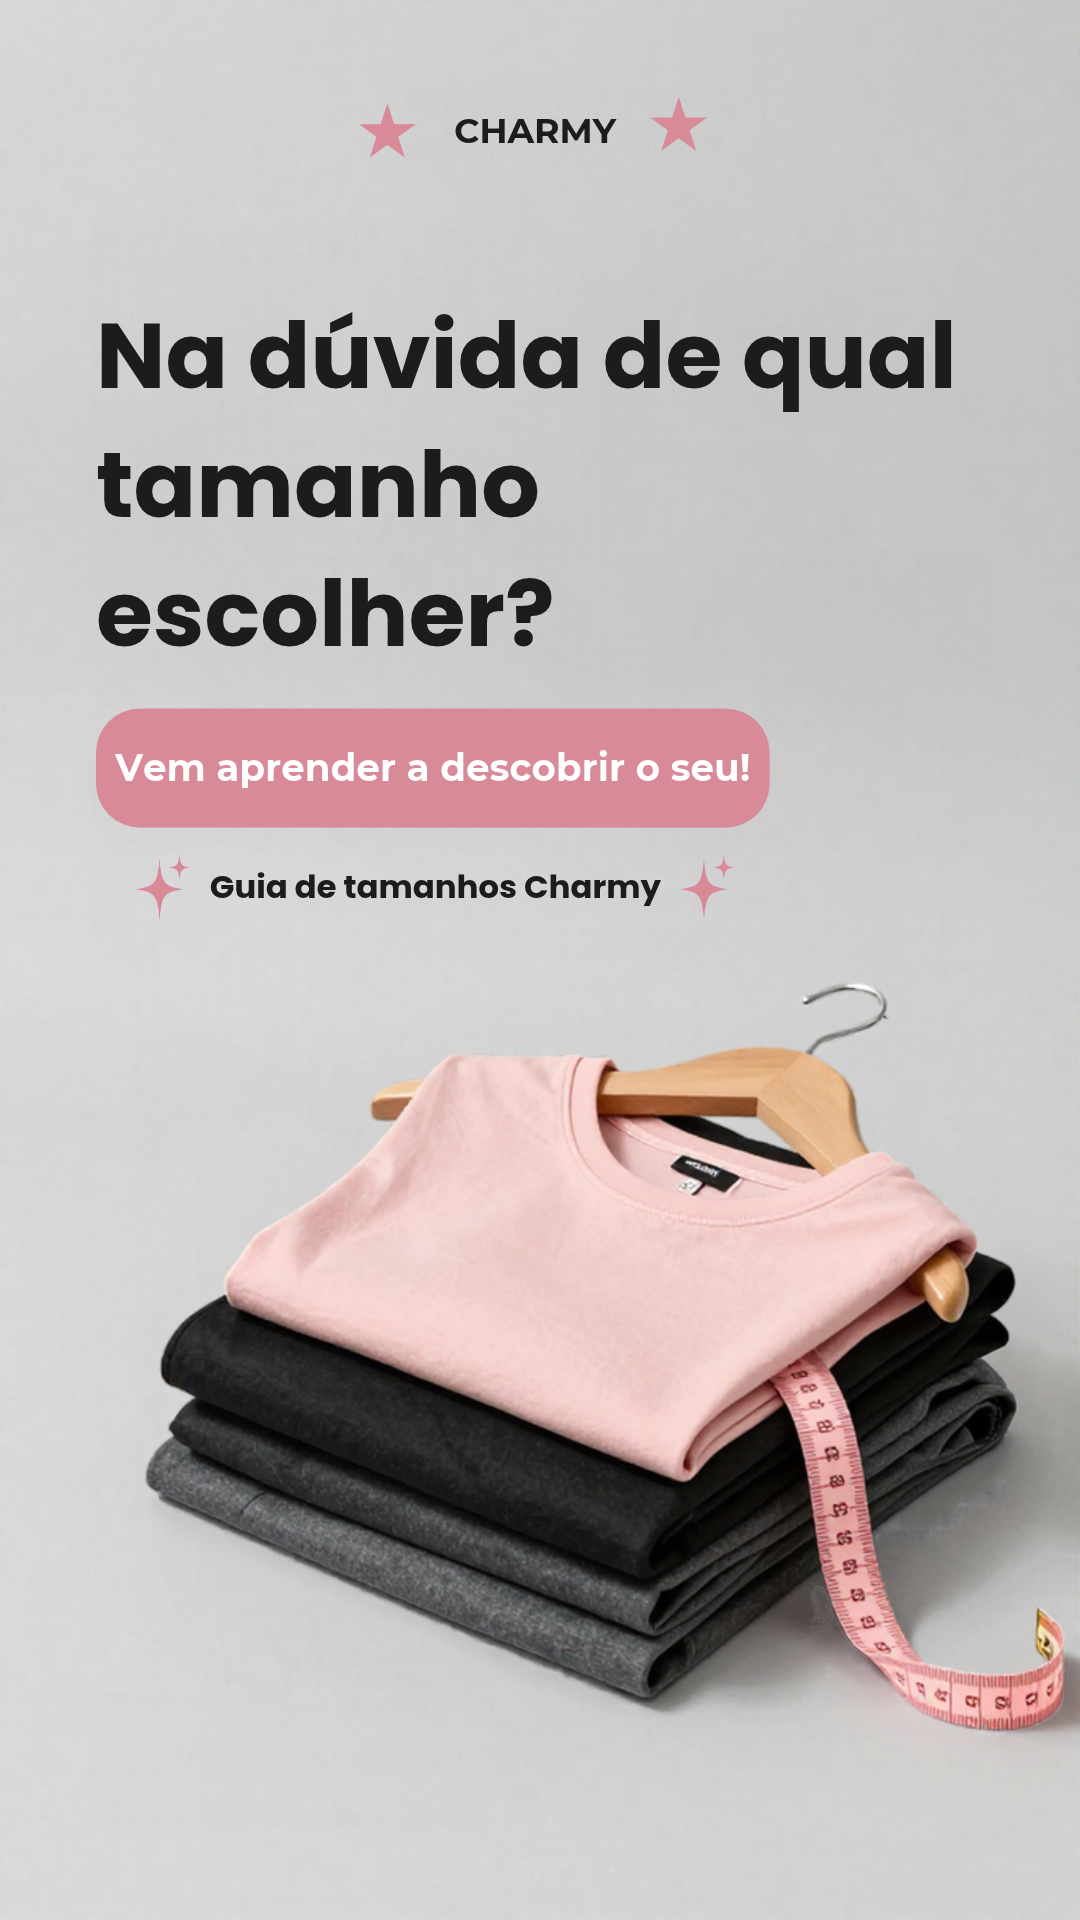 CHARMY
Na dúvida de qual
tamanho
escolher?
Vem aprender a descobrir o seu!
Guia de tamanhos Charmy